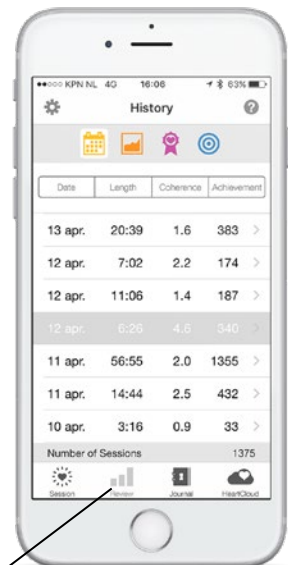 ●●○○○ KPN NL 4G 16:06 63%
History
Date Length Coherence Achievement
13 apr. 20:39 1.6 383
12 apr. 7:02 2.2 174
12 apr. 11:06 1.4 187
12 apr. 6:26 4.6 340
11 apr. 56:55 2.0 1355
11 apr. 14:44 2.5 432
10 apr. 3:16 0.9 33
Number of Sessions 1375
Session Review Journal HeartCloud